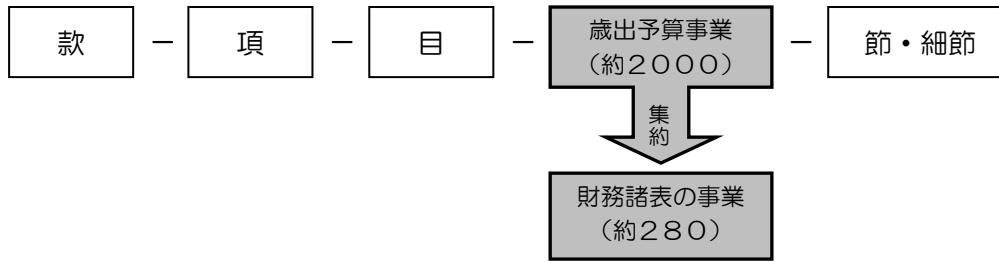 款 － 項 － 目 － 歳出予算事業 － 節・細節
（約２０００）
集約
財務諸表の事業
（約２８０）